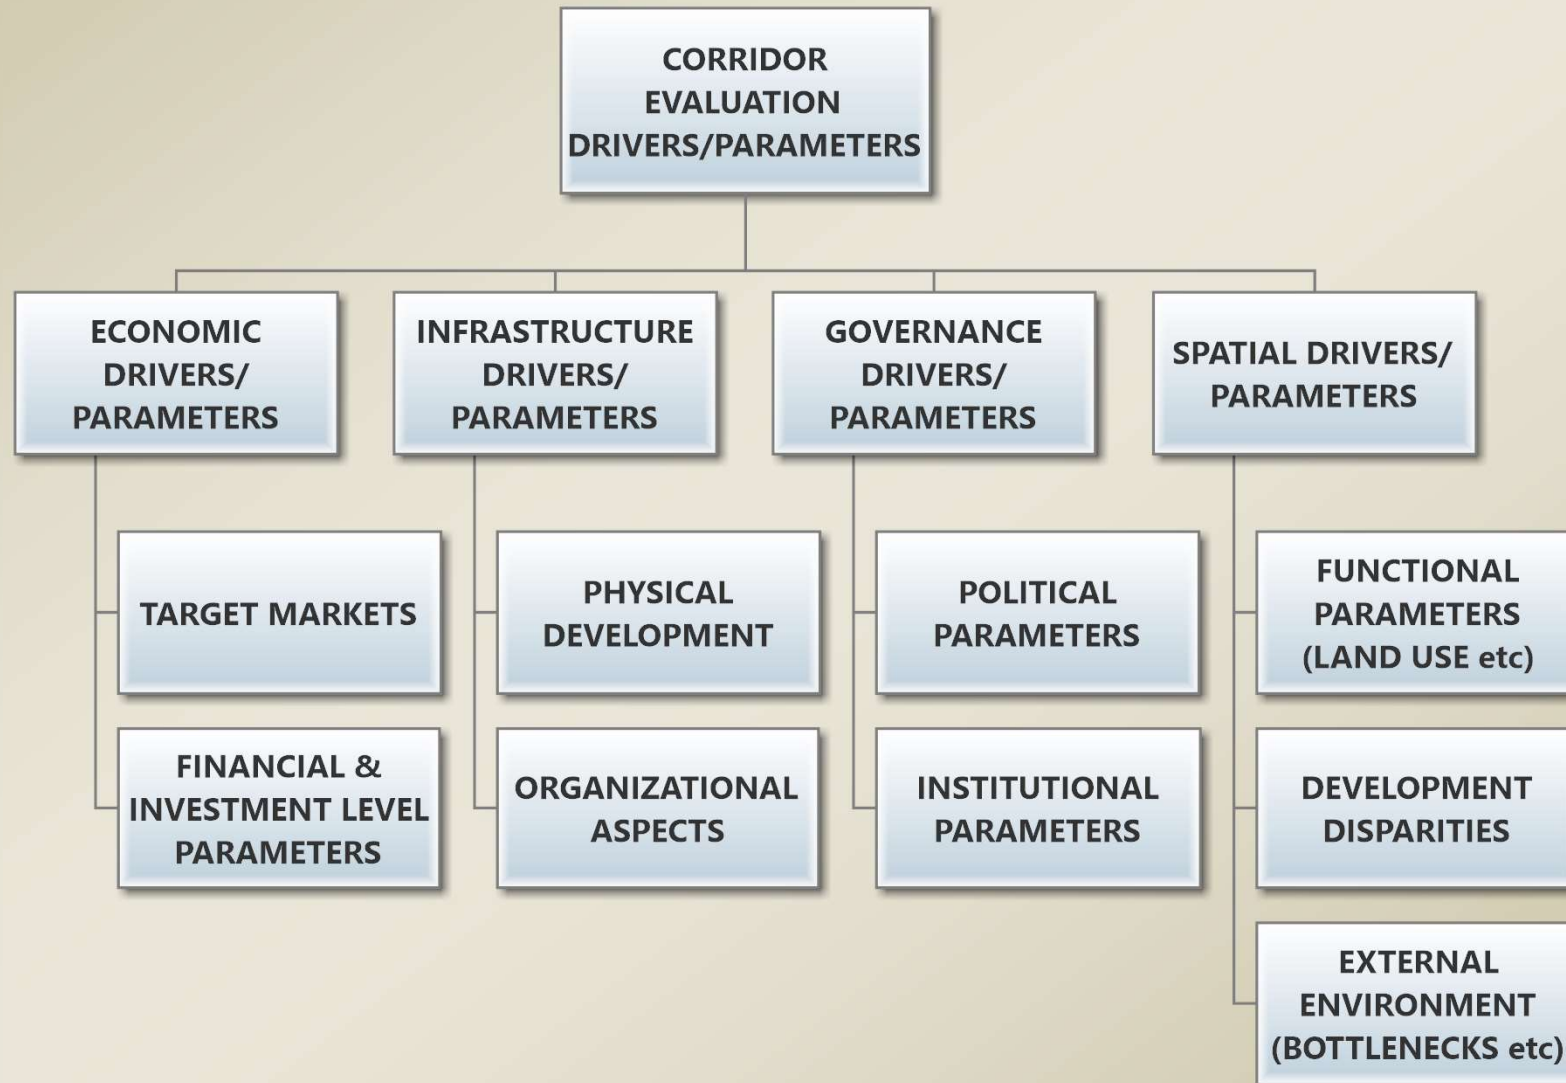 CORRIDOR
EVALUATION
DRIVERS/PARAMETERS
ECONOMIC
DRIVERS/
PARAMETERS
INFRASTRUCTURE
DRIVERS/
PARAMETERS
GOVERNANCE
DRIVERS/
PARAMETERS
SPATIAL DRIVERS/
PARAMETERS
TARGET MARKETS
FINANCIAL &
INVESTMENT LEVEL
PARAMETERS
PHYSICAL
DEVELOPMENT
ORGANIZATIONAL
ASPECTS
POLITICAL
PARAMETERS
INSTITUTIONAL
PARAMETERS
FUNCTIONAL
PARAMETERS
(LAND USE etc)
DEVELOPMENT
DISPARITIES
EXTERNAL
ENVIRONMENT
(BOTTLENECKS etc)